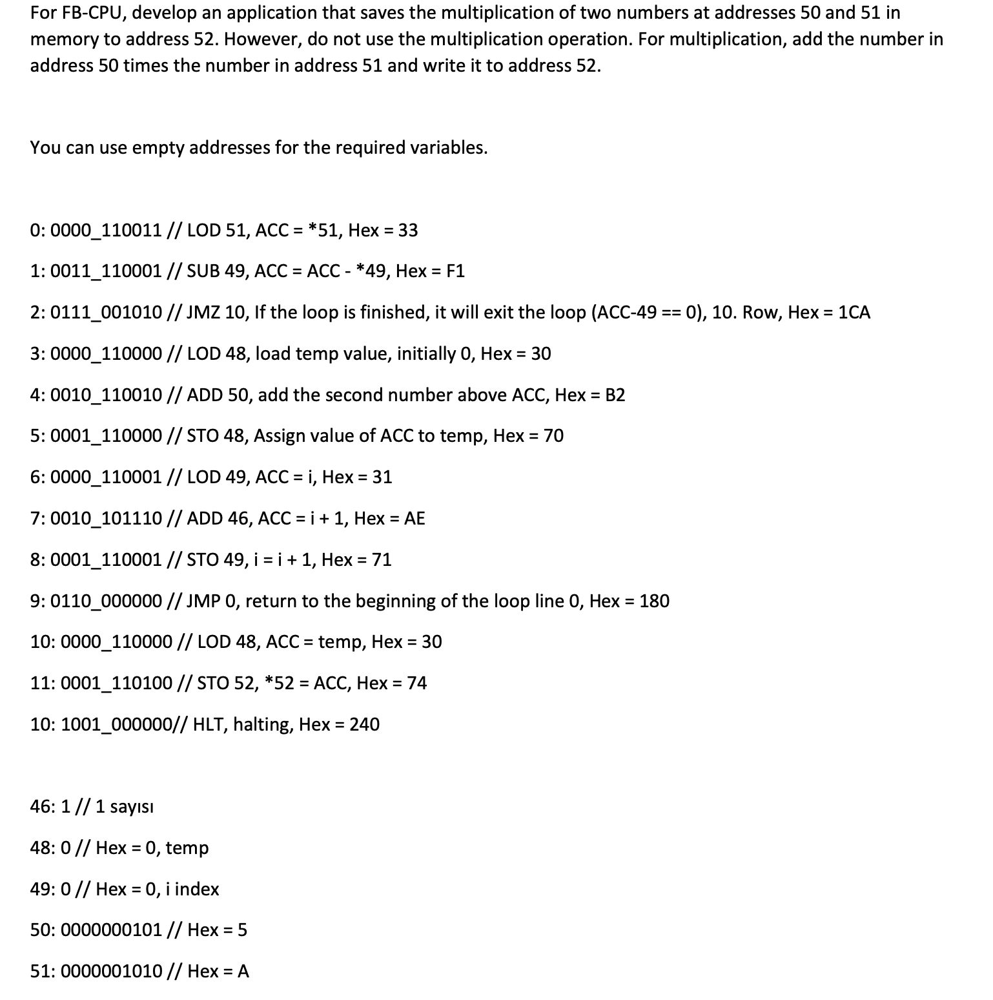 For FB-CPU, develop an application that saves the multiplication of two numbers at addresses 50 and 51 in
memory to address 52. However, do not use the multiplication operation. For multiplication, add the number in
address 50 times the number in address 51 and write it to address 52.
You can use empty addresses for the required variables.
0: 0000_110011 // LOD 51, ACC = *51, Hex = 33
1: 0011_110001 // SUB 49, ACC = ACC - *49, Hex = F1
2: 0111_001010 // JMZ 10, If the loop is finished, it will exit the loop (ACC-49 == 0), 10. Row, Hex = 1CA
3: 0000_110000 // LOD 48, load temp value, initially 0, Hex = 30
4: 0010_110010 // ADD 50, add the second number above ACC, Hex = B2
5: 0001_110000 // STO 48, Assign value of ACC to temp, Hex = 70
6: 0000_110001 // LOD 49, ACC = i, Hex = 31
7: 0010_101110 // ADD 46, ACC = i + 1, Hex = AE
8: 0001_110001 // STO 49, i = i + 1, Hex = 71
9: 0110_000000 // JMP 0, return to the beginning of the loop line 0, Hex = 180
10: 0000_110000 // LOD 48, ACC = temp, Hex = 30
11: 0001_110100 // STO 52, *52 = ACC, Hex = 74
10: 1001_000000// HLT, halting, Hex = 240
46: 1 // 1 sayısı
48: 0 // Hex = 0, temp
49: 0 // Hex = 0, i index
50: 0000000101 // Hex = 5
51: 0000001010 // Hex = A